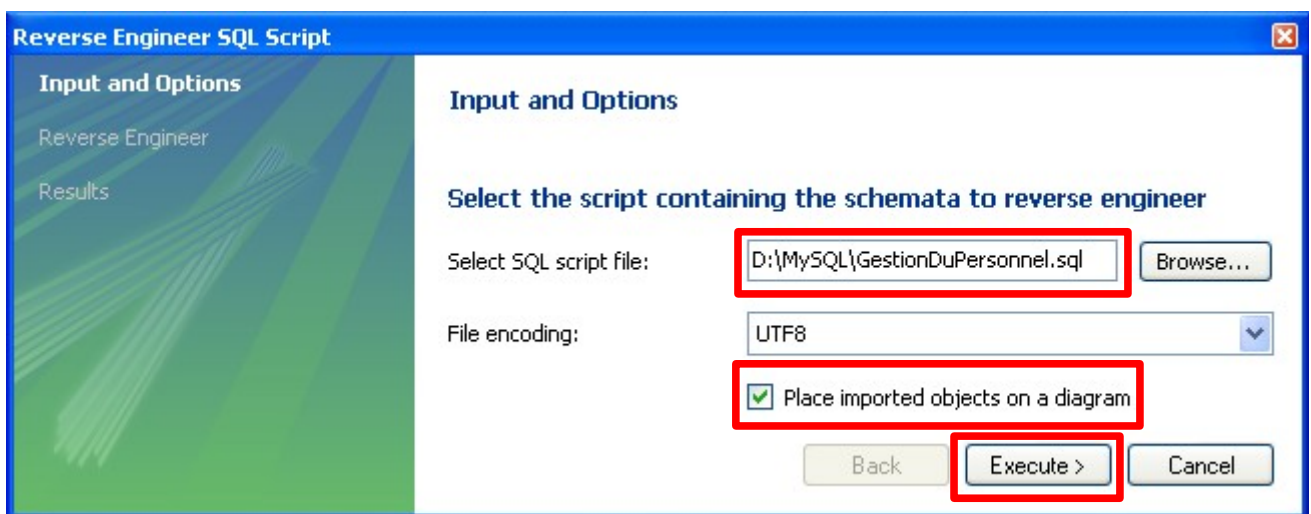 Reverse Engineer SQL Script
Input and Options
Reverse Engineer
Results
Input and Options
Select the script containing the schemata to reverse engineer
Select SQL script file: D:\MySQL\GestionDuPersonnel.sql Browse...
File encoding: UTF8
Place imported objects on a diagram
Back Execute > Cancel